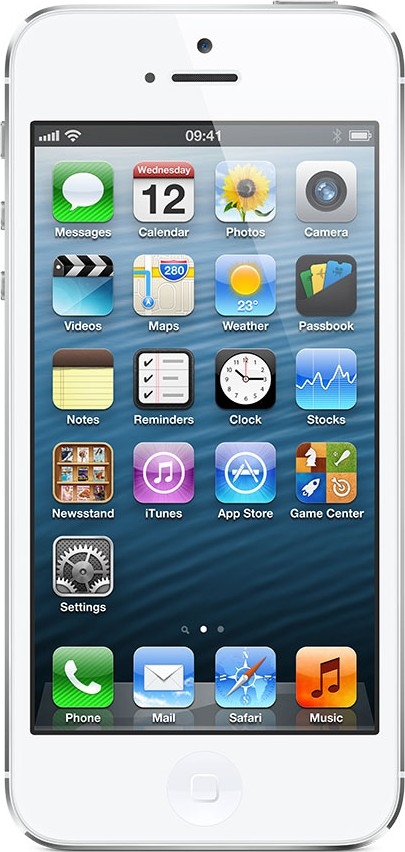 09:41
Wednesday
12
280
23°
Messages Calendar Photos Camera
Videos Maps Weather Passbook
Notes Reminders Clock Stocks
Newsstand iTunes App Store Game Center
Settings
Phone Mail Safari Music